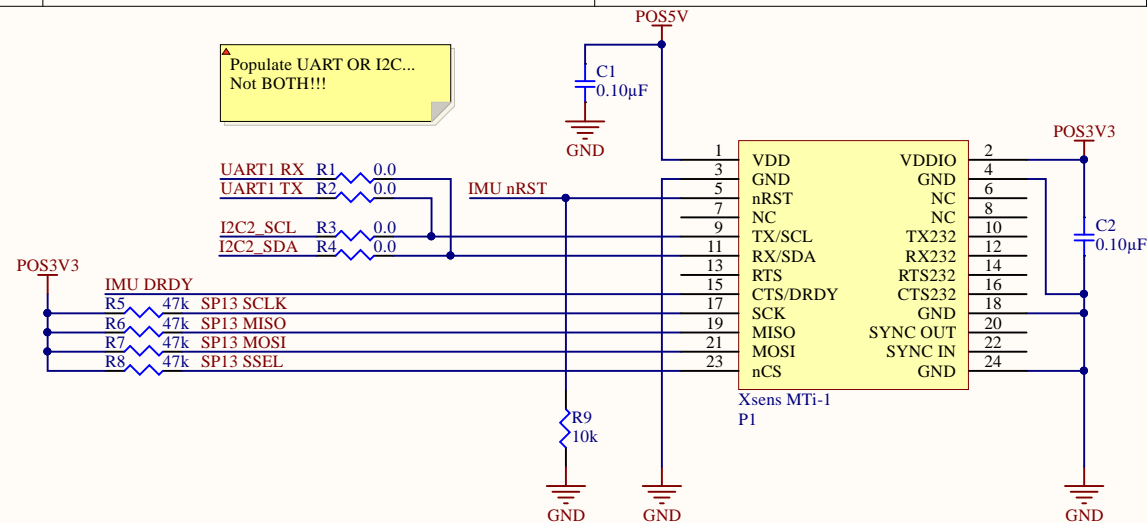 POS5V
Populate UART OR I2C...
Not BOTH!!!
C1
0.10µF
GND
POS3V3
UART1 RX R1 0.0
UART1 TX R2 0.0
I2C2_SCL R3 0.0
I2C2_SDA R4 0.0
IMU nRST
POS3V3
IMU DRDY
R5 47k SP13 SCLK
R6 47k SP13 MISO
R7 47k SP13 MOSI
R8 47k SP13 SSEL
1 VDD VDDIO 2
3 GND GND 4
5 nRST NC 6
7 NC NC 8
9 TX/SCL TX232 10
11 RX/SDA RX232 12
13 RTS RTS232 14
15 CTS/DRDY CTS232 16
17 SCK GND 18
19 MISO SYNC OUT 20
21 MOSI SYNC IN 22
23 nCS GND 24
C2
0.10µF
Xsens MTi-1
P1
R9
10k
GND
GND
GND